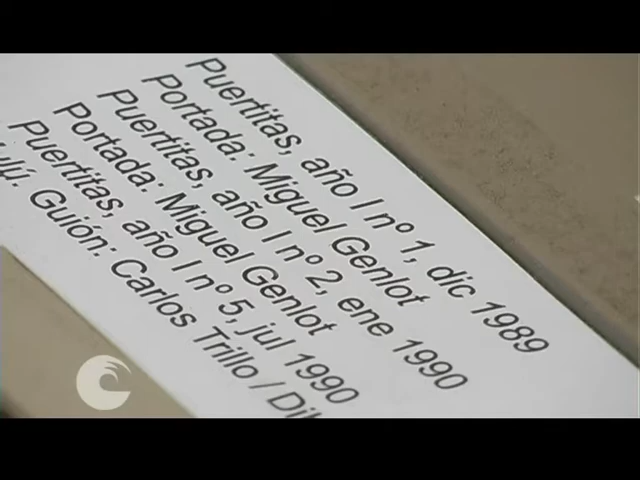 Puertitas, año I nº 1, dic 1989
Portada: Miguel Genlot
Puertitas, año I nº 2, ene 1990
Portada: Miguel Genlot
Puertitas, año I nº 5, jul 1990
Guión: Carlos Trillo /